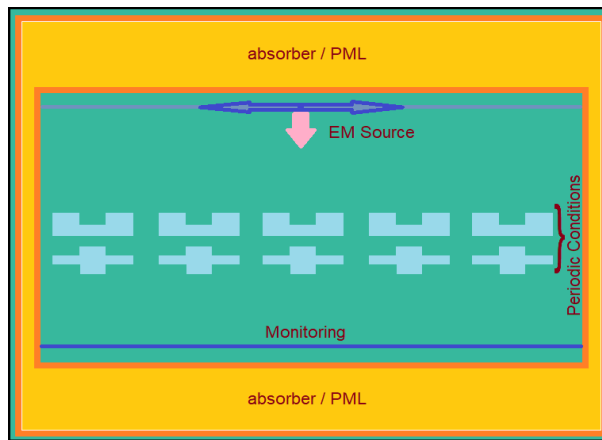 absorber / PML
EM Source
Periodic Conditions
Monitoring
absorber / PML